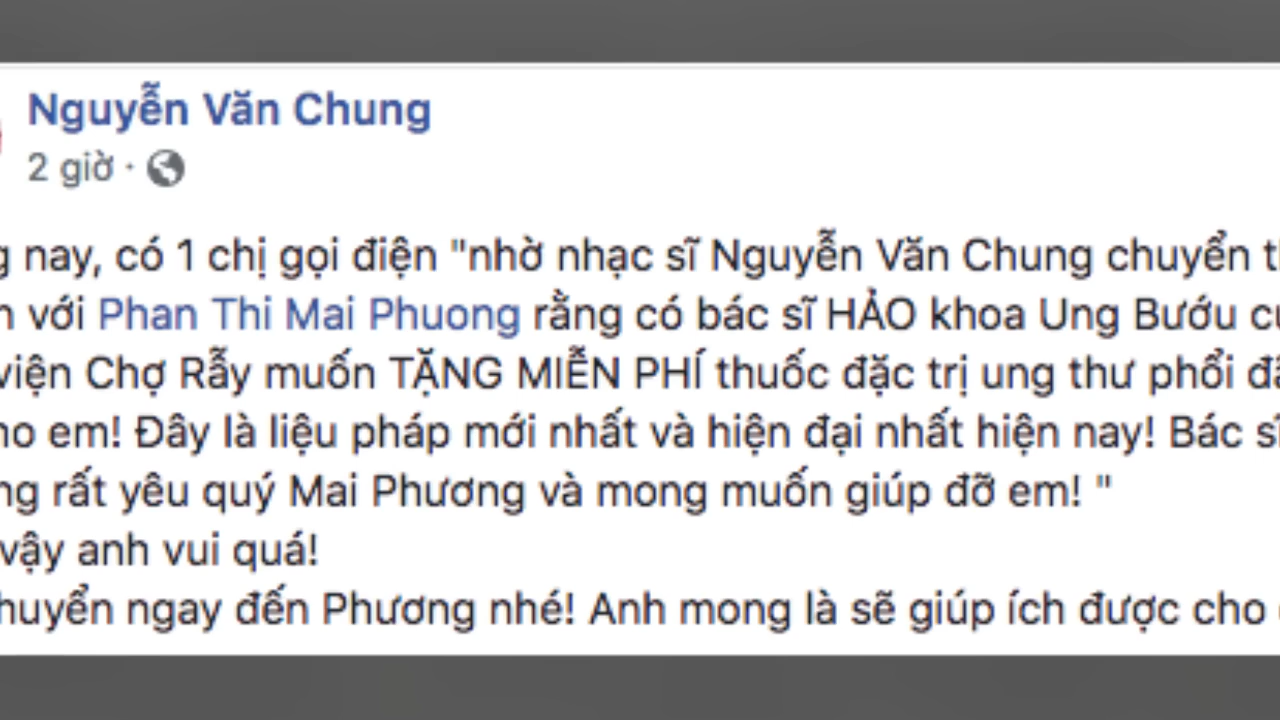 Nguyễn Văn Chung
2 giờ ·
nay, có 1 chị gọi điện "nhờ nhạc sĩ Nguyễn Văn Chung chuyển
với Phan Thi Mai Phuong rằng có bác sĩ HẢO khoa Ung Bướu
viện Chợ Rẫy muốn TẶNG MIỄN PHÍ thuốc đặc trị ung thư phổi
em! Đây là liệu pháp mới nhất và hiện đại nhất hiện nay! Bác sĩ
rất yêu quý Mai Phương và mong muốn giúp đỡ em! "
vậy anh vui quá!
ngay đến Phương nhé! Anh mong là sẽ giúp ích được cho